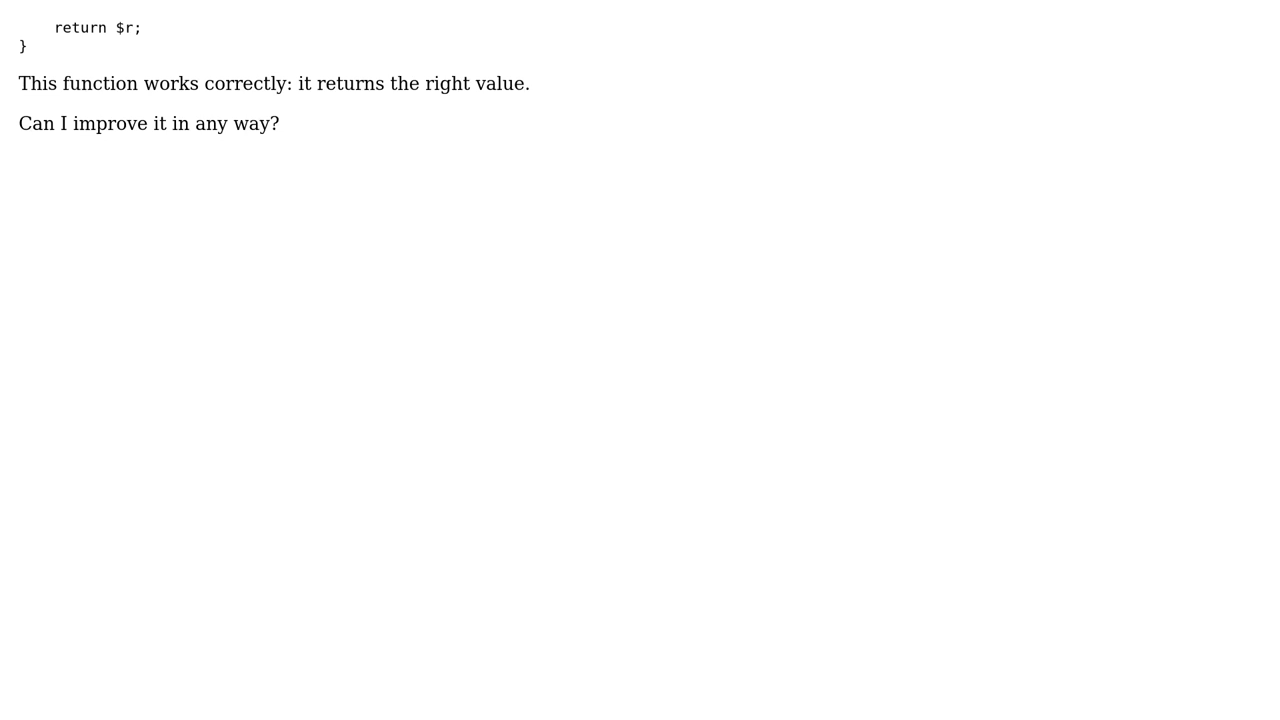 return $r;
}
This function works correctly: it returns the right value.
Can I improve it in any way?